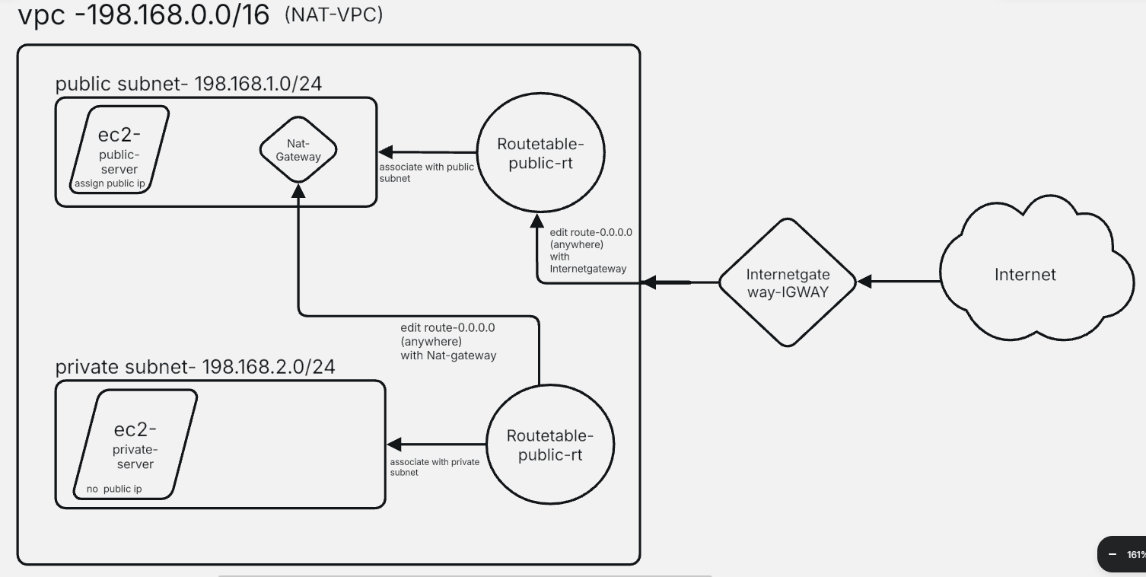 vpc -198.168.0.0/16 (NAT-VPC)
public subnet- 198.168.1.0/24
ec2-
public-
server
assign public ip
Nat-
Gateway
associate with public
subnet
Routetable-
public-rt
edit route-0.0.0.0
(anywhere)
with
Internetgateway
Internetgate
way-IGWAY
Internet
edit route-0.0.0.0
(anywhere)
with Nat-gateway
private subnet- 198.168.2.0/24
ec2-
private-
server
no public ip
associate with private
subnet
Routetable-
public-rt
− 161%